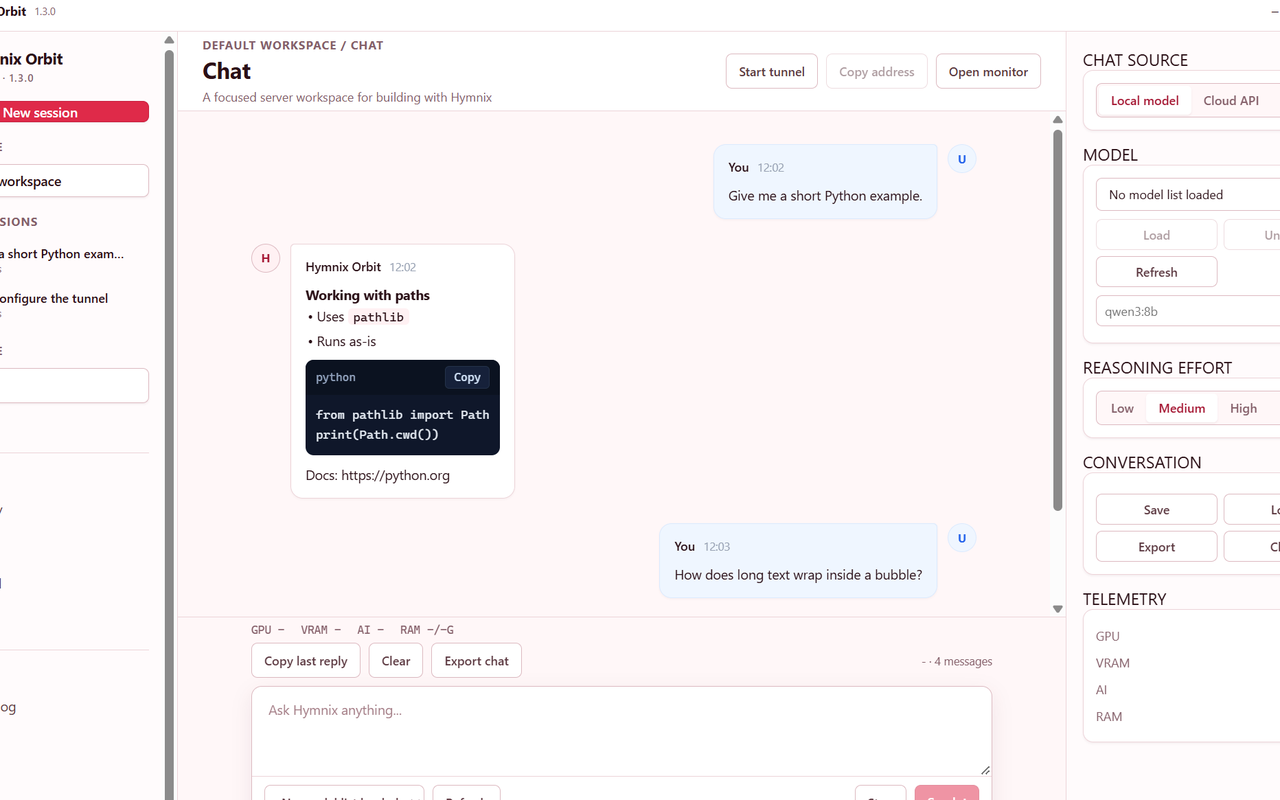 Orbit 1.3.0
nix Orbit
· 1.3.0
New session
E
workspace
SIONS
a short Python exam...
s
onfigure the tunnel
s
E
y
og
DEFAULT WORKSPACE / CHAT
Chat
A focused server workspace for building with Hymnix
Start tunnel
Copy address
Open monitor
You 12:02
U
Give me a short Python example.
H
Hymnix Orbit 12:02
Working with paths
• Uses pathlib
• Runs as-is
python
Copy
from pathlib import Path
print(Path.cwd())
Docs: https://python.org
You 12:03
U
How does long text wrap inside a bubble?
GPU – VRAM – AI – RAM –/–G
Copy last reply
Clear
Export chat
- · 4 messages
Ask Hymnix anything...
CHAT SOURCE
Local model
Cloud API
MODEL
No model list loaded
Load
Un
Refresh
qwen3:8b
REASONING EFFORT
Low
Medium
High
CONVERSATION
Save
Lo
Export
Cl
TELEMETRY
GPU
VRAM
AI
RAM